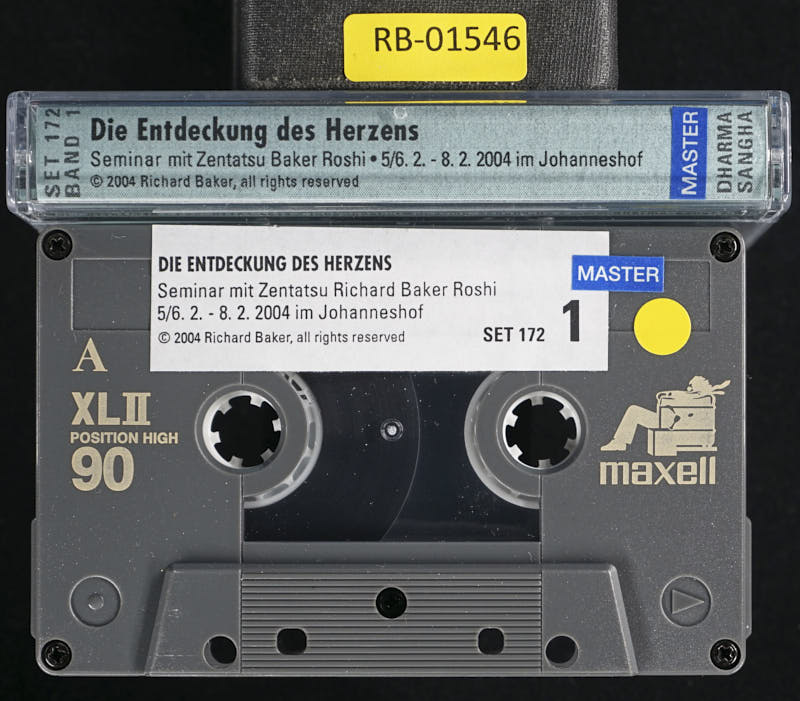 RB-01546
SET 172
BAND 1
Die Entdeckung des Herzens
Seminar mit Zentatsu Baker Roshi • 5/6. 2. - 8. 2. 2004 im Johanneshof
© 2004 Richard Baker, all rights reserved
MASTER
DHARMA
SANGHA
DIE ENTDECKUNG DES HERZENS
Seminar mit Zentatsu Richard Baker Roshi
5/6. 2. - 8. 2. 2004 im Johanneshof
© 2004 Richard Baker, all rights reserved
SET 172
1
MASTER
A
XLII
POSITION HIGH
90
maxell